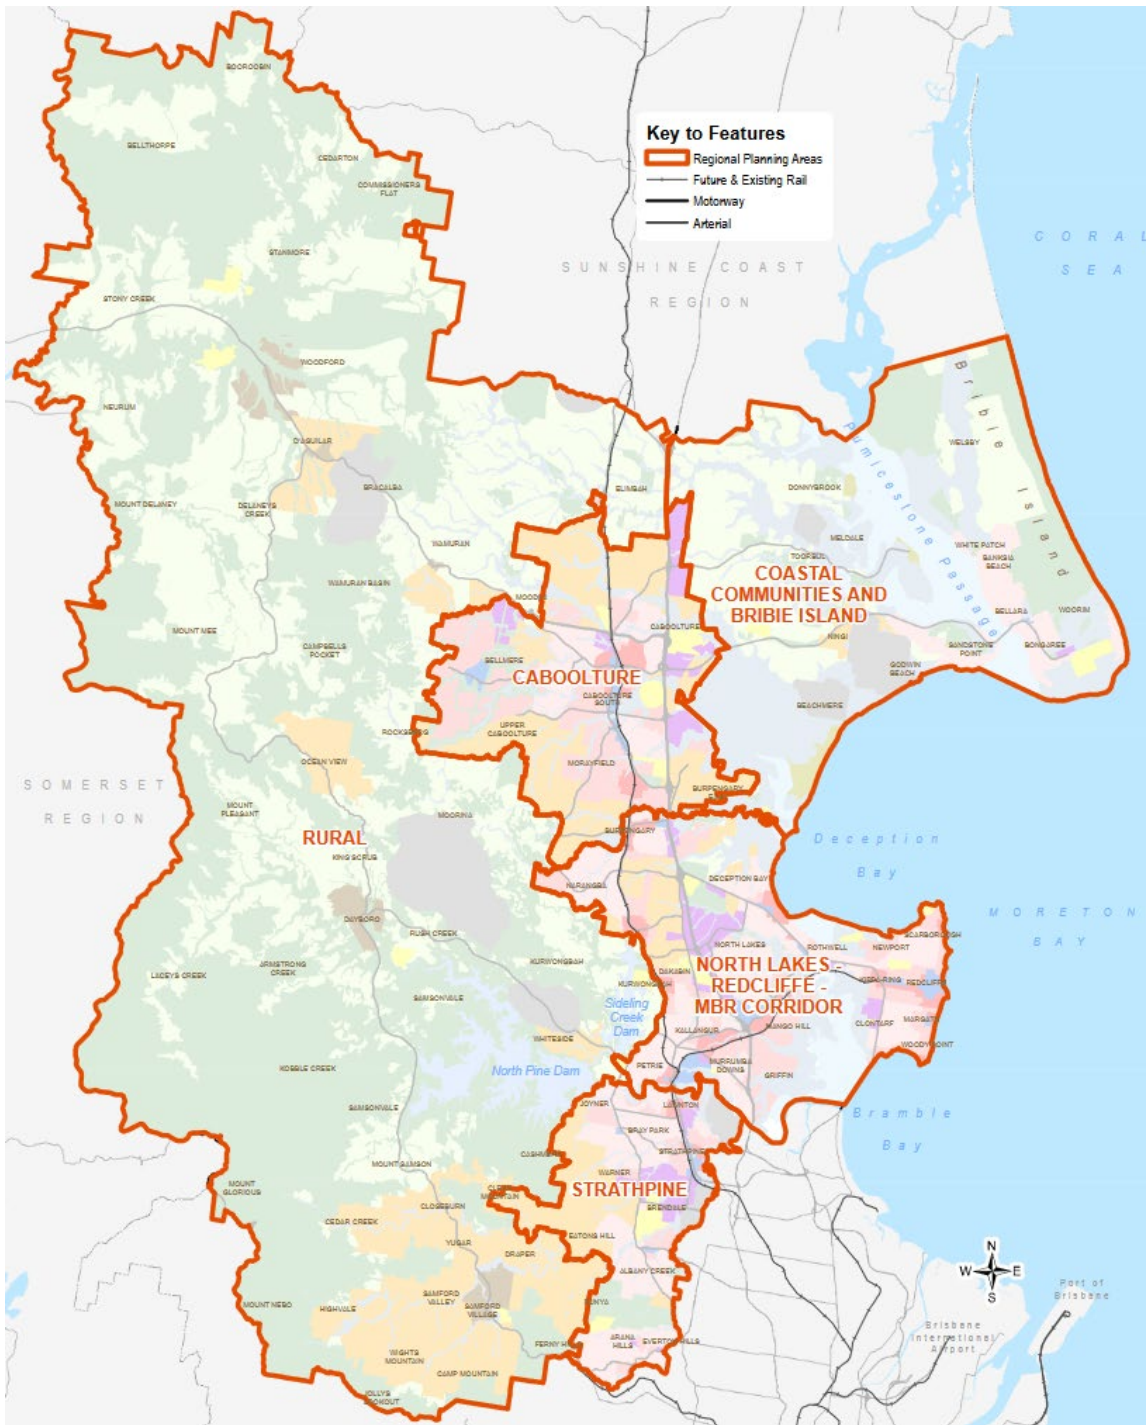 BOOROOBIN
BELLTHORPE
CEDARTON
COMMISSIONERS
FLAT
Key to Features
Regional Planning Areas
Future & Existing Rail
Motorway
Arterial
CORAL
SEA
STANMORE
SUNSHINE COAST
REGION
STONY CREEK
WOODFORD
NEURUM
Bribie Island
D'AGUILAR
WELSBY
Pumicestone Passage
BRACALBA
ELIMBAH
DONNYBROOK
MOUNT DELANEY
DELANEYS
CREEK
MELDALE
WAMURAN
TOORBUL
WHITE PATCH
BANKSIA
BEACH
COASTAL
COMMUNITIES AND
BRIBIE ISLAND
WAMURAN BASIN
BELLARA
WOORIM
MOUNT MEE
CABOOLTURE
NINGI
CAMPBELLS
POCKET
SANDSTONE
POINT
BONGAREE
BELLMERE
GODWIN
BEACH
CABOOLTURE
CABOOLTURE
SOUTH
BEACHMERE
UPPER
CABOOLTURE
OCEAN VIEW
MORAYFIELD
SOMERSET
REGION
MOUNT
PLEASANT
MOORINA
BURPENGARY
RURAL
Deception
Bay
KING SCRUB
NARANGBA
DECEPTION BAY
DAYBORO
MORETON
BAY
RUSH CREEK
SCARBOROUGH
NORTH LAKES
ROTHWELL
NEWPORT
LACEYS CREEK
ARMSTRONG
CREEK
KURWONGBAH
DAKABIN
NORTH LAKES -
REDCLIFFE -
MBR CORRIDOR
KURWONGBAH
REDCLIFFE
SAMSONVALE
Sideling
Creek
Dam
CLONTARF
MARGATE
KALLANGUR
MANGO HILL
WHITESIDE
WOODY POINT
PETRIE
MURRUMBA
DOWNS
KOBBLE CREEK
North Pine Dam
GRIFFIN
SAMSONVALE
JOYNER
LAWNTON
Bramble
Bay
BRAY PARK
STRATHPINE
CASHMERE
MOUNT SAMSON
WARNER
MOUNT
GLORIOUS
STRATHPINE
CLOSEBURN
BRENDALE
CEDAR CREEK
EATONS HILL
YUGAR
DRAPER
N
W E
S
ALBANY CREEK
Port of
Brisbane
MOUNT NEBO
HIGHVALE
SAMFORD
VALLEY
SAMFORD
VILLAGE
Brisbane
International
Airport
ARANA
HILLS
EVERTON HILLS
WIGHTS
MOUNTAIN
CAMP MOUNTAIN